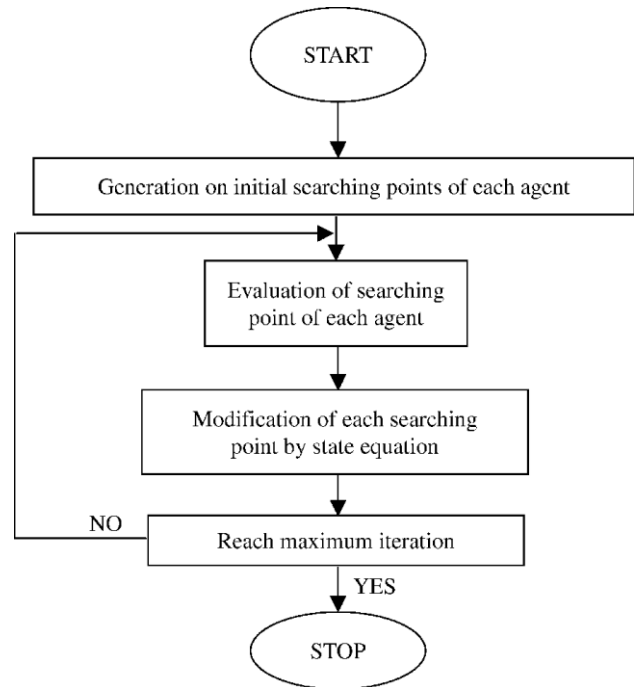 START
Generation on initial searching points of each agent
Evaluation of searching
point of each agent
Modification of each searching
point by state equation
NO
Reach maximum iteration
YES
STOP